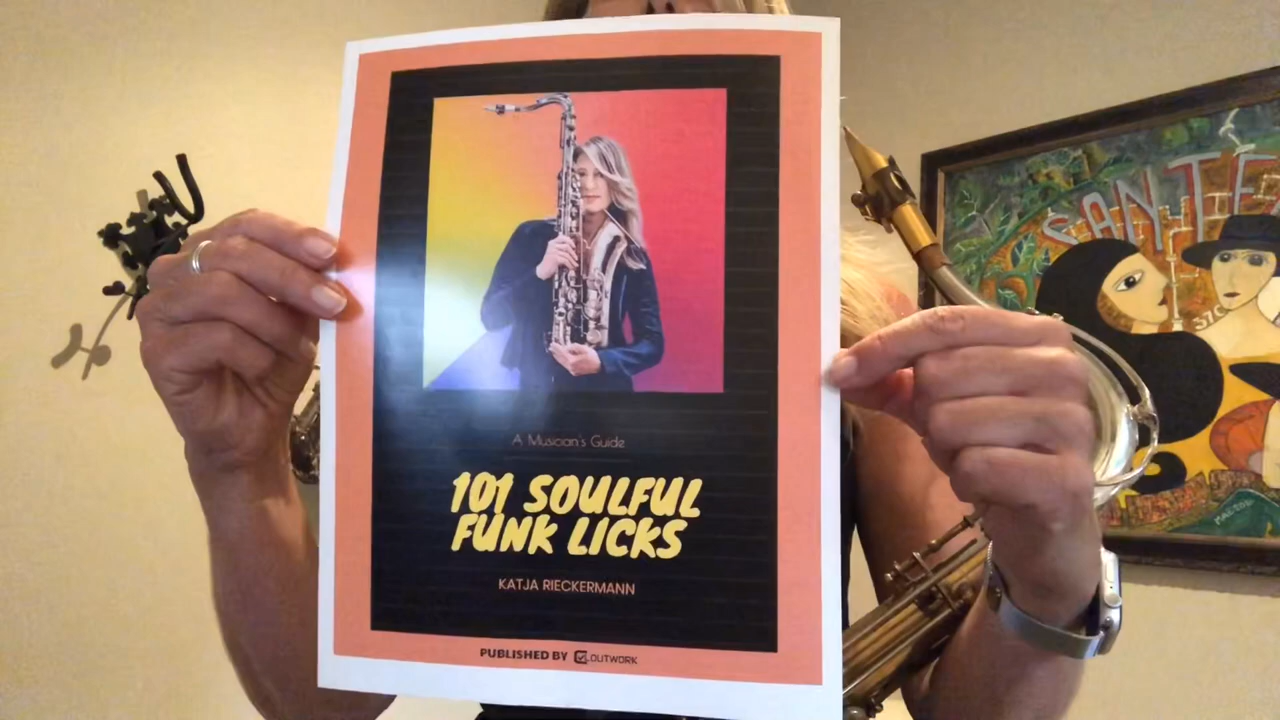 A Musician's Guide
101 SOULFUL
FUNK LICKS
KATJA RIECKERMANN
PUBLISHED BY OUTWORK
SANTE